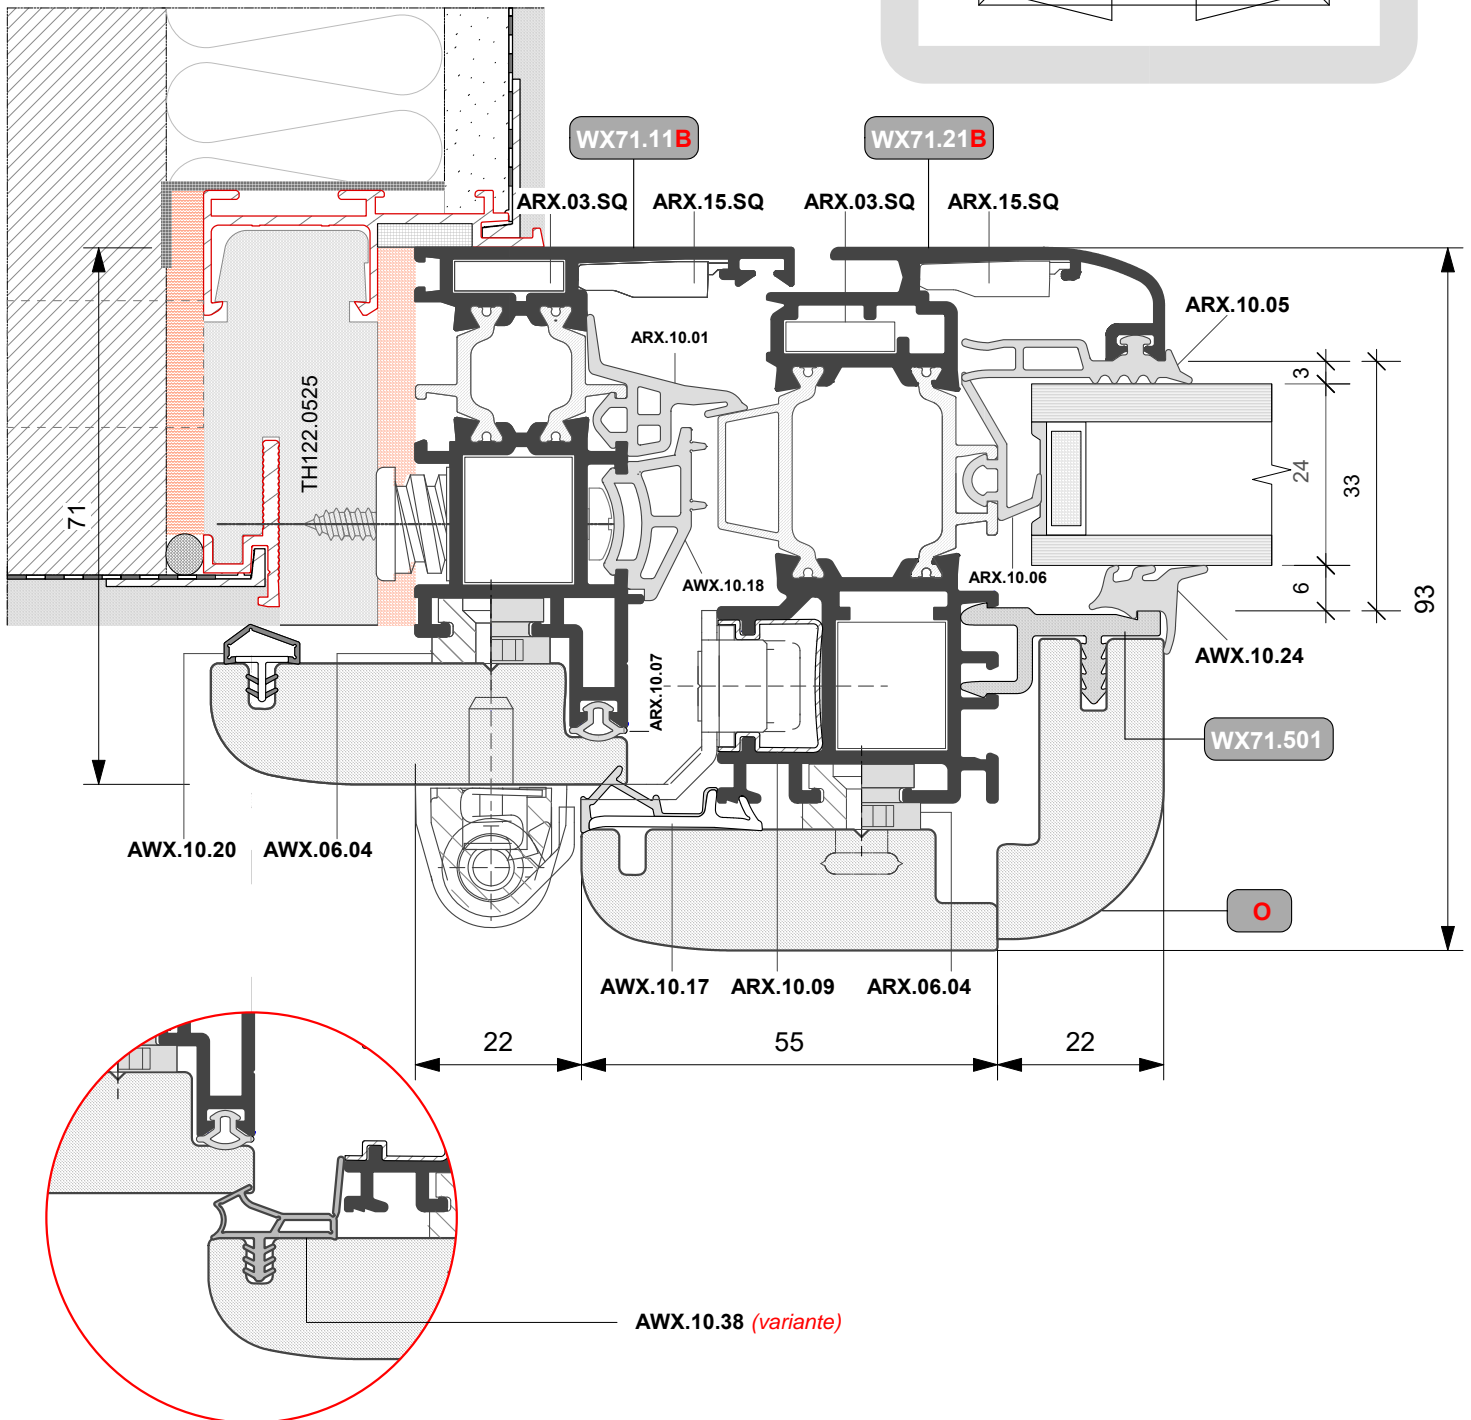 WX71.11B
WX71.21B
ARX.03.SQ
ARX.15.SQ
ARX.03.SQ
ARX.15.SQ
ARX.10.05
ARX.10.01
TH122.0525
3
24
33
71
AWX.10.18
ARX.10.06
6
93
AWX.10.24
ARX.10.07
WX71.501
AWX.10.20
AWX.06.04
O
AWX.10.17
ARX.10.09
ARX.06.04
22
55
22
AWX.10.38 (variante)